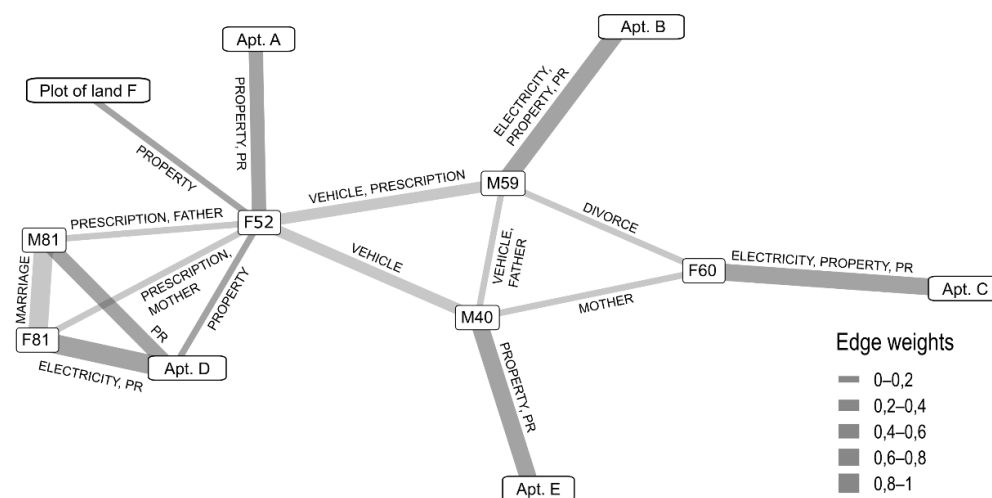 Apt. A
Apt. B
Plot of land F
PROPERTY, PR
ELECTRICITY,
PROPERTY, PR
PROPERTY
VEHICLE, PRESCRIPTION
M59
PRESCRIPTION, FATHER
F52
DIVORCE
M81
VEHICLE
VEHICLE,
FATHER
ELECTRICITY, PROPERTY, PR
F60
PRESCRIPTION,
MOTHER
PROPERTY
MARRIAGE
PR
MOTHER
Apt. C
M40
F81
Apt. D
ELECTRICITY, PR
PROPERTY, PR
Apt. E
Edge weights
0–0,2
0,2–0,4
0,4–0,6
0,6–0,8
0,8–1